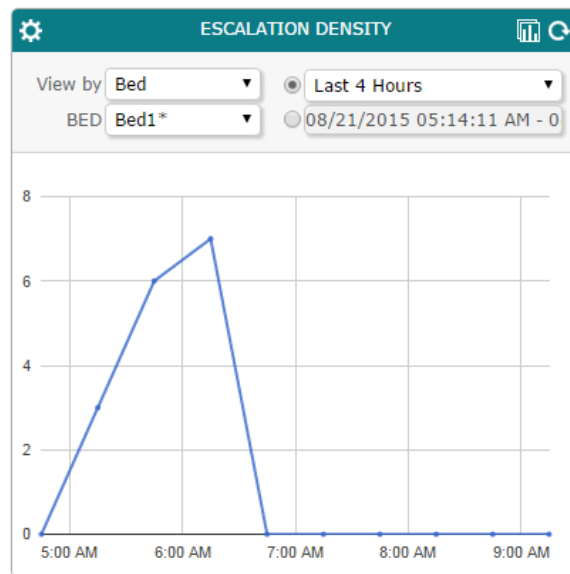 ESCALATION DENSITY
View by Bed Last 4 Hours
BED Bed1* 08/21/2015 05:14:11 AM - 0
8
6
4
2
0
5:00 AM 6:00 AM 7:00 AM 8:00 AM 9:00 AM